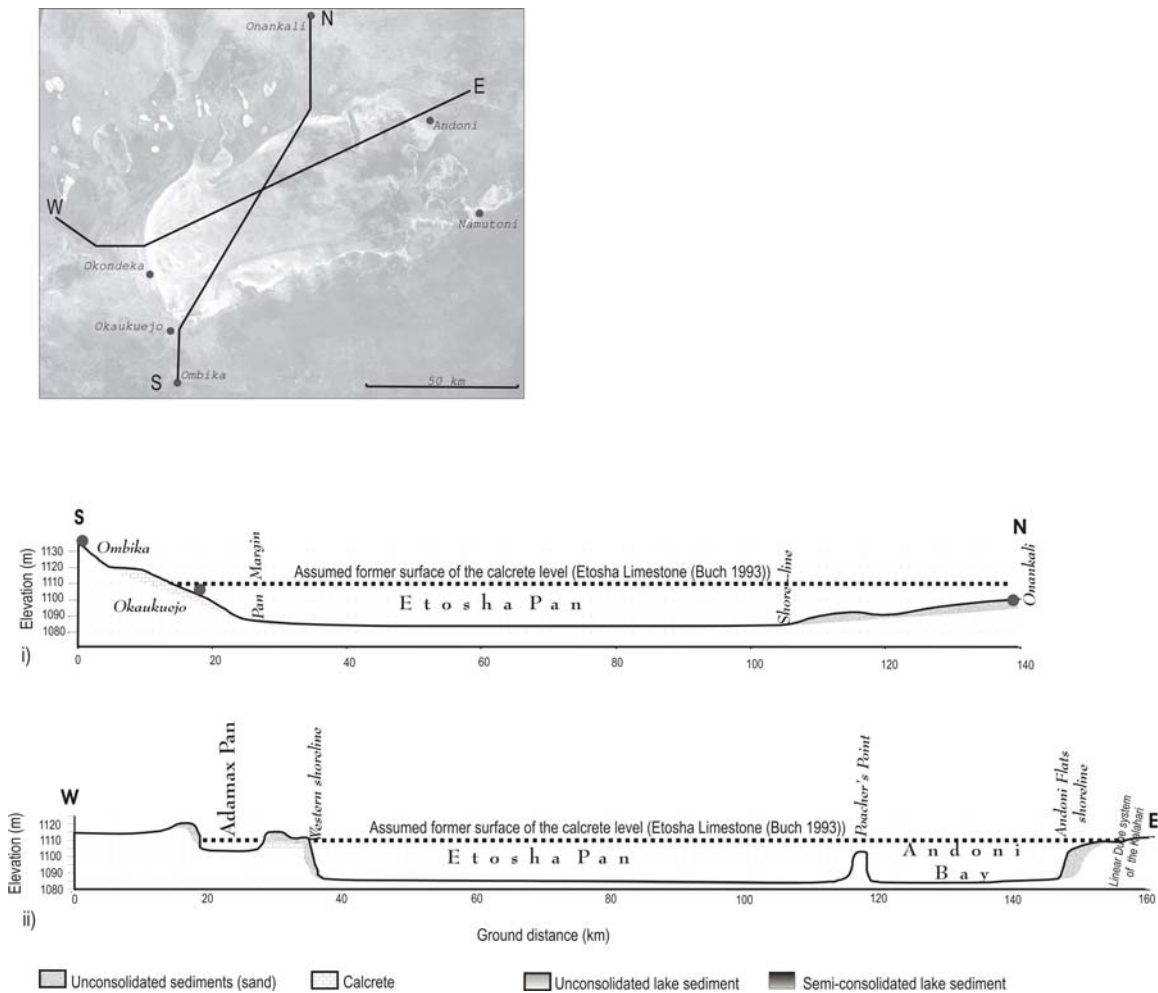 N
Onankali
E
Andoni
W
Namutoni
Okondeka
Okaukuejo
S
Ombika
50 km
S
N
Elevation (m)
1130
1120
1110
1100
1090
1080
Ombika
Okaukuejo
Pan Margin
Assumed former surface of the calcrete level (Etosha Limestone (Buch 1993))
Etosha Pan
Shore-line
Onankali
i)
0 20 40 60 80 100 120 140
W
E
Elevation (m)
1120
1110
1100
1090
1080
Adamax Pan
Western shoreline
Assumed former surface of the calcrete level (Etosha Limestone (Buch 1993))
Etosha Pan
Poacher's Point
Andoni
Bay
Andoni Flats
shoreline
Linear Dune system
of the Kalahari
ii)
0 20 40 60 80 100 120 140 160
Ground distance (km)
Unconsolidated sediments (sand) Calcrete Unconsolidated lake sediment Semi-consolidated lake sediment